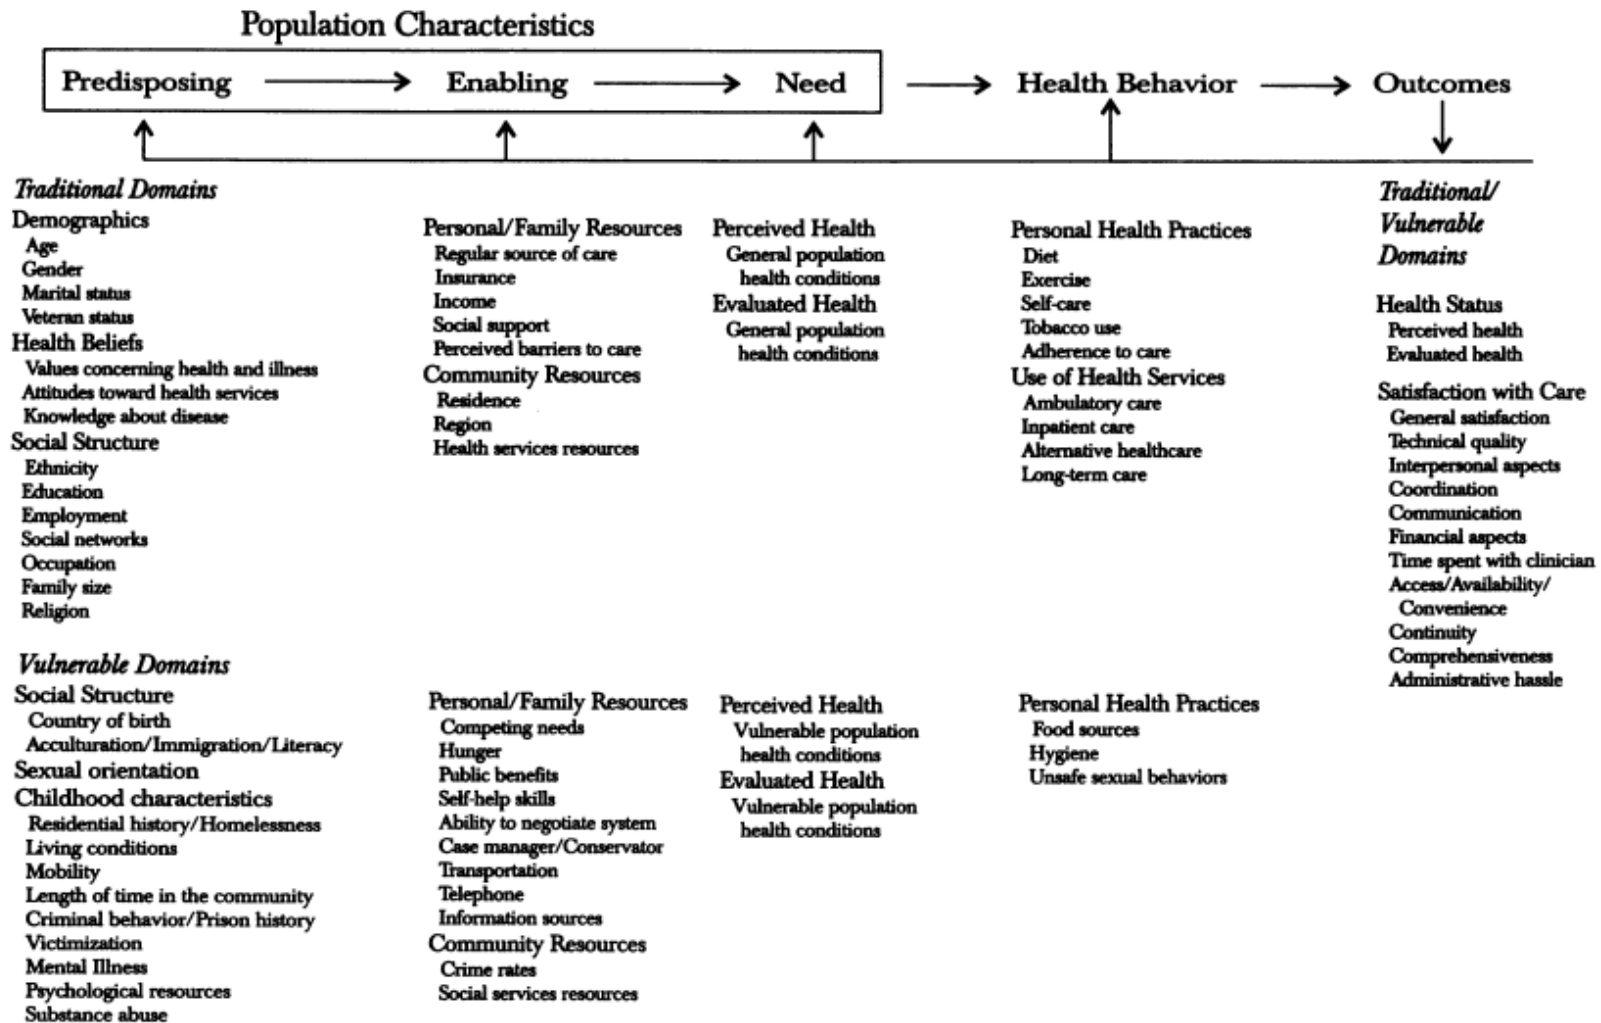 Population Characteristics
Predisposing
Enabling
Need
Health Behavior
Outcomes
Traditional Domains
Demographics
Age
Gender
Marital status
Veteran status
Health Beliefs
Values concerning health and illness
Attitudes toward health services
Knowledge about disease
Social Structure
Ethnicity
Education
Employment
Social networks
Occupation
Family size
Religion
Personal/Family Resources
Regular source of care
Insurance
Income
Social support
Perceived barriers to care
Community Resources
Residence
Region
Health services resources
Perceived Health
General population
health conditions
Evaluated Health
General population
health conditions
Personal Health Practices
Diet
Exercise
Self-care
Tobacco use
Adherence to care
Use of Health Services
Ambulatory care
Inpatient care
Alternative healthcare
Long-term care
Traditional/
Vulnerable
Domains
Health Status
Perceived health
Evaluated health
Satisfaction with Care
General satisfaction
Technical quality
Interpersonal aspects
Coordination
Communication
Financial aspects
Time spent with clinician
Access/Availability/
Convenience
Continuity
Comprehensiveness
Administrative hassle
Vulnerable Domains
Social Structure
Country of birth
Acculturation/Immigration/Literacy
Sexual orientation
Childhood characteristics
Residential history/Homelessness
Living conditions
Mobility
Length of time in the community
Criminal behavior/Prison history
Victimization
Mental Illness
Psychological resources
Substance abuse
Personal/Family Resources
Competing needs
Hunger
Public benefits
Self-help skills
Ability to negotiate system
Case manager/Conservator
Transportation
Telephone
Information sources
Community Resources
Crime rates
Social services resources
Perceived Health
Vulnerable population
health conditions
Evaluated Health
Vulnerable population
health conditions
Personal Health Practices
Food sources
Hygiene
Unsafe sexual behaviors